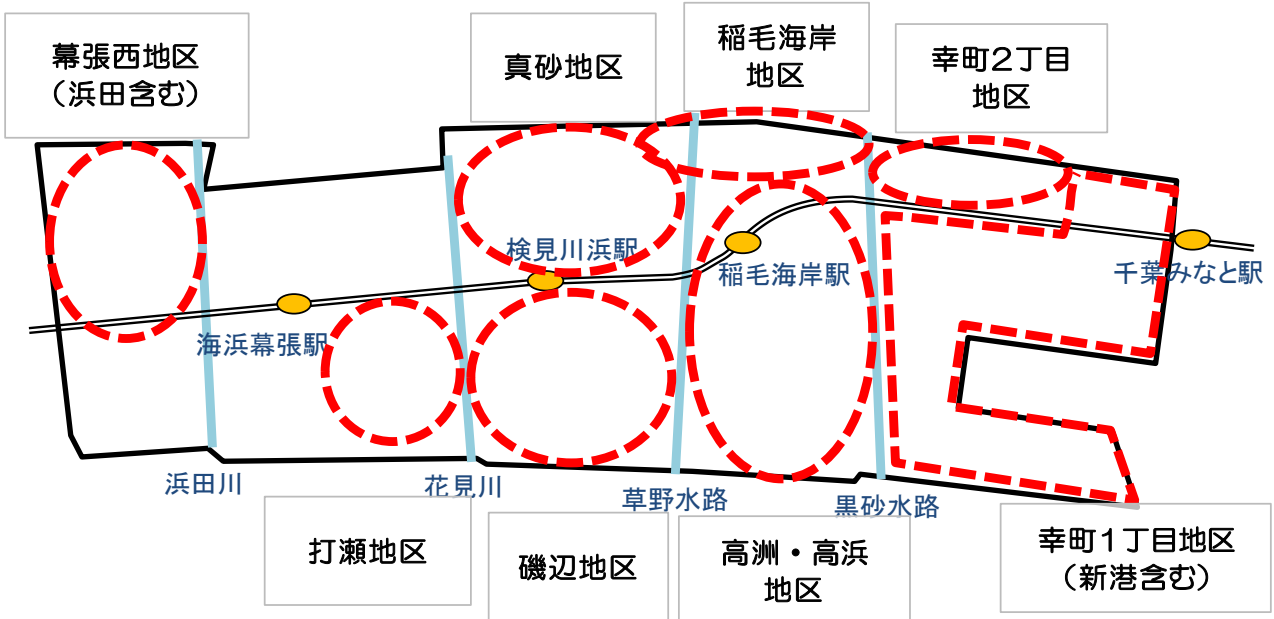 幕張西地区
（浜田含む）
真砂地区
稲毛海岸
地区
幸町2丁目
地区
検見川浜駅
稲毛海岸駅
千葉みなと駅
海浜幕張駅
浜田川
花見川
草野水路
黒砂水路
打瀬地区
磯辺地区
高洲・高浜
地区
幸町1丁目地区
（新港含む）